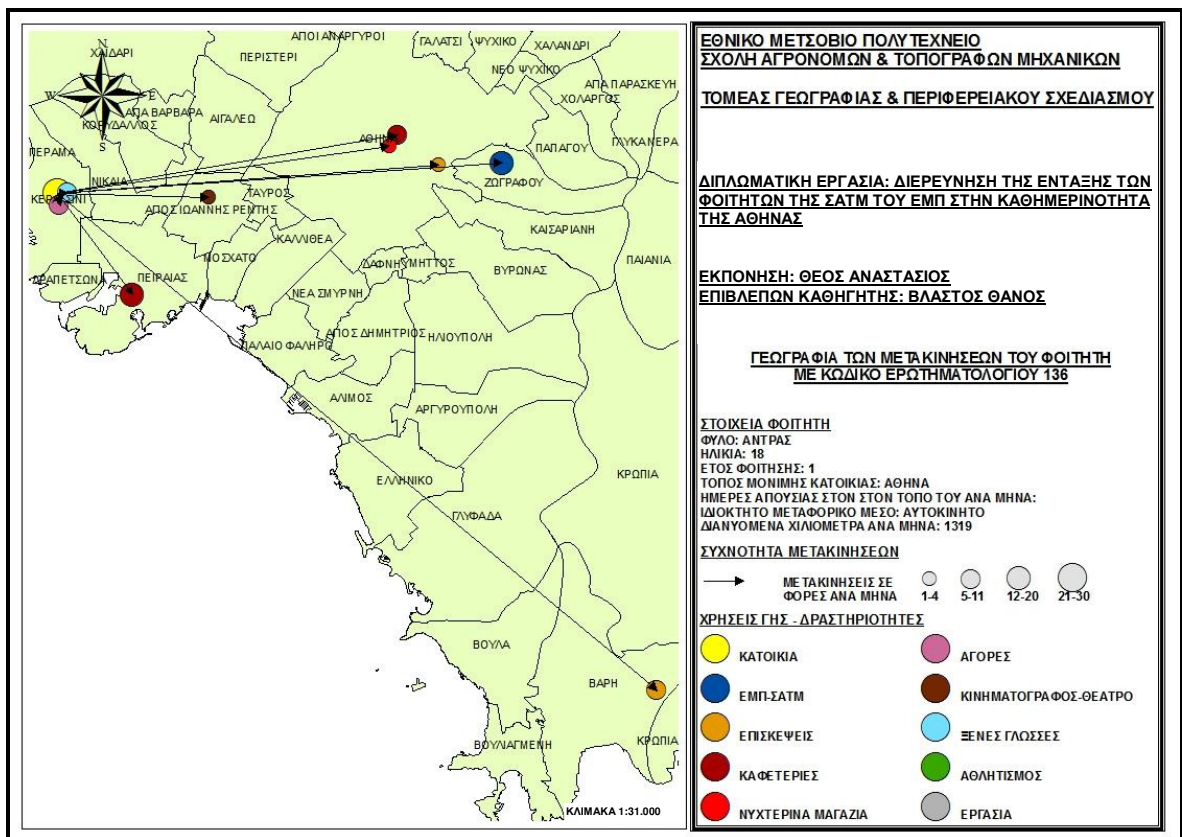 ΕΘΝΙΚΟ ΜΕΤΣΟΒΙΟ ΠΟΛΥΤΕΧΝΕΙΟ
ΣΧΟΛΗ ΑΓΡΟΝΟΜΩΝ & ΤΟΠΟΓΡΑΦΩΝ ΜΗΧΑΝΙΚΩΝ
ΤΟΜΕΑΣ ΓΕΩΓΡΑΦΙΑΣ & ΠΕΡΙΦΕΡΕΙΑΚΟΥ ΣΧΕΔΙΑΣΜΟΥ
ΔΙΠΛΩΜΑΤΙΚΗ ΕΡΓΑΣΙΑ: ΔΙΕΡΕΥΝΗΣΗ ΤΗΣ ΕΝΤΑΞΗΣ ΤΩΝ
ΦΟΙΤΗΤΩΝ ΤΗΣ ΣΑΤΜ ΤΟΥ ΕΜΠ ΣΤΗΝ ΚΑΘΗΜΕΡΙΝΟΤΗΤΑ
ΤΗΣ ΑΘΗΝΑΣ
ΕΚΠΟΝΗΣΗ: ΘΕΟΣ ΑΝΑΣΤΑΣΙΟΣ
ΕΠΙΒΛΕΠΩΝ ΚΑΘΗΓΗΤΗΣ: ΒΛΑΣΤΟΣ ΘΑΝΟΣ
ΓΕΩΓΡΑΦΙΑ ΤΩΝ ΜΕΤΑΚΙΝΗΣΕΩΝ ΤΟΥ ΦΟΙΤΗΤΗ
ΜΕ ΚΩΔΙΚΟ ΕΡΩΤΗΜΑΤΟΛΟΓΙΟΥ 136
ΣΤΟΙΧΕΙΑ ΦΟΙΤΗΤΗ
ΦΥΛΟ: ΑΝΤΡΑΣ
ΗΛΙΚΙΑ: 18
ΕΤΟΣ ΦΟΙΤΗΣΗΣ: 1
ΤΟΠΟΣ ΜΟΝΙΜΗΣ ΚΑΤΟΙΚΙΑΣ: ΑΘΗΝΑ
ΗΜΕΡΕΣ ΑΠΟΥΣΙΑΣ ΣΤΟΝ ΣΤΟΝ ΤΟΠΟ ΤΟΥ ΑΝΑ ΜΗΝΑ:
ΙΔΙΟΚΤΗΤΟ ΜΕΤΑΦΟΡΙΚΟ ΜΕΣΟ: ΑΥΤΟΚΙΝΗΤΟ
ΔΙΑΝΥΟΜΕΝΑ ΧΙΛΙΟΜΕΤΡΑ ΑΝΑ ΜΗΝΑ: 1319
ΣΥΧΝΟΤΗΤΑ ΜΕΤΑΚΙΝΗΣΕΩΝ
ΜΕΤΑΚΙΝΗΣΕΙΣ ΣΕ
ΦΟΡΕΣ ΑΝΑ ΜΗΝΑ 1-4 5-11 12-20 21-30
ΧΡΗΣΕΙΣ ΓΗΣ - ΔΡΑΣΤΗΡΙΟΤΗΤΕΣ
ΚΑΤΟΙΚΙΑ ΑΓΟΡΕΣ
ΕΜΠ-ΣΑΤΜ ΚΙΝΗΜΑΤΟΓΡΑΦΟΣ-ΘΕΑΤΡΟ
ΕΠΙΣΚΕΨΕΙΣ ΞΕΝΕΣ ΓΛΩΣΣΕΣ
ΚΑΦΕΤΕΡΙΕΣ ΑΘΛΗΤΙΣΜΟΣ
ΝΥΧΤΕΡΙΝΑ ΜΑΓΑΖΙΑ ΕΡΓΑΣΙΑ
ΑΓΙΟΙ ΑΝΑΡΓΥΡΟΙ
ΓΑΛΑΤΣΙ
ΨΥΧΙΚΟ
ΧΑΛΑΝΔΡΙ
ΧΑΙΔΑΡΙ
ΠΕΡΙΣΤΕΡΙ
ΝΕΟ ΨΥΧΙΚΟ
ΑΓΙΑ ΠΑΡΑΣΚΕΥΗ
ΧΟΛΑΡΓΟΣ
N
W
E
S
ΑΓΙΑ ΒΑΡΒΑΡΑ
ΚΟΡΥΔΑΛΛΟΣ
ΑΙΓΑΛΕΩ
ΠΑΠΑΓΟΥ
ΓΛΥΚΑ ΝΕΡΑ
ΠΕΡΑΜΑ
ΝΙΚΑΙΑ
ΖΩΓΡΑΦΟΥ
ΤΑΥΡΟΣ
ΑΓΙΟΣ ΙΩΑΝΝΗΣ ΡΕΝΤΗΣ
ΚΑΙΣΑΡΙΑΝΗ
ΚΑΛΛΙΘΕΑ
ΜΟΣΧΑΤΟ
ΔΑΦΝΗ
ΥΜΗΤΤΟΣ
ΒΥΡΩΝΑΣ
ΠΑΙΑΝΙΑ
ΔΡΑΠΕΤΣΩΝΑ
ΠΕΙΡΑΙΑΣ
ΝΕΑ ΣΜΥΡΝΗ
ΑΓΙΟΣ ΔΗΜΗΤΡΙΟΣ
ΗΛΙΟΥΠΟΛΗ
ΠΑΛΑΙΟ ΦΑΛΗΡΟ
ΑΛΙΜΟΣ
ΑΡΓΥΡΟΥΠΟΛΗ
ΕΛΛΗΝΙΚΟ
ΚΡΩΠΙΑ
ΓΛΥΦΑΔΑ
ΒΟΥΛΑ
ΒΑΡΗ
ΒΟΥΛΙΑΓΜΕΝΗ
ΚΡΩΠΙΑ
ΚΛΙΜΑΚΑ 1:31.000